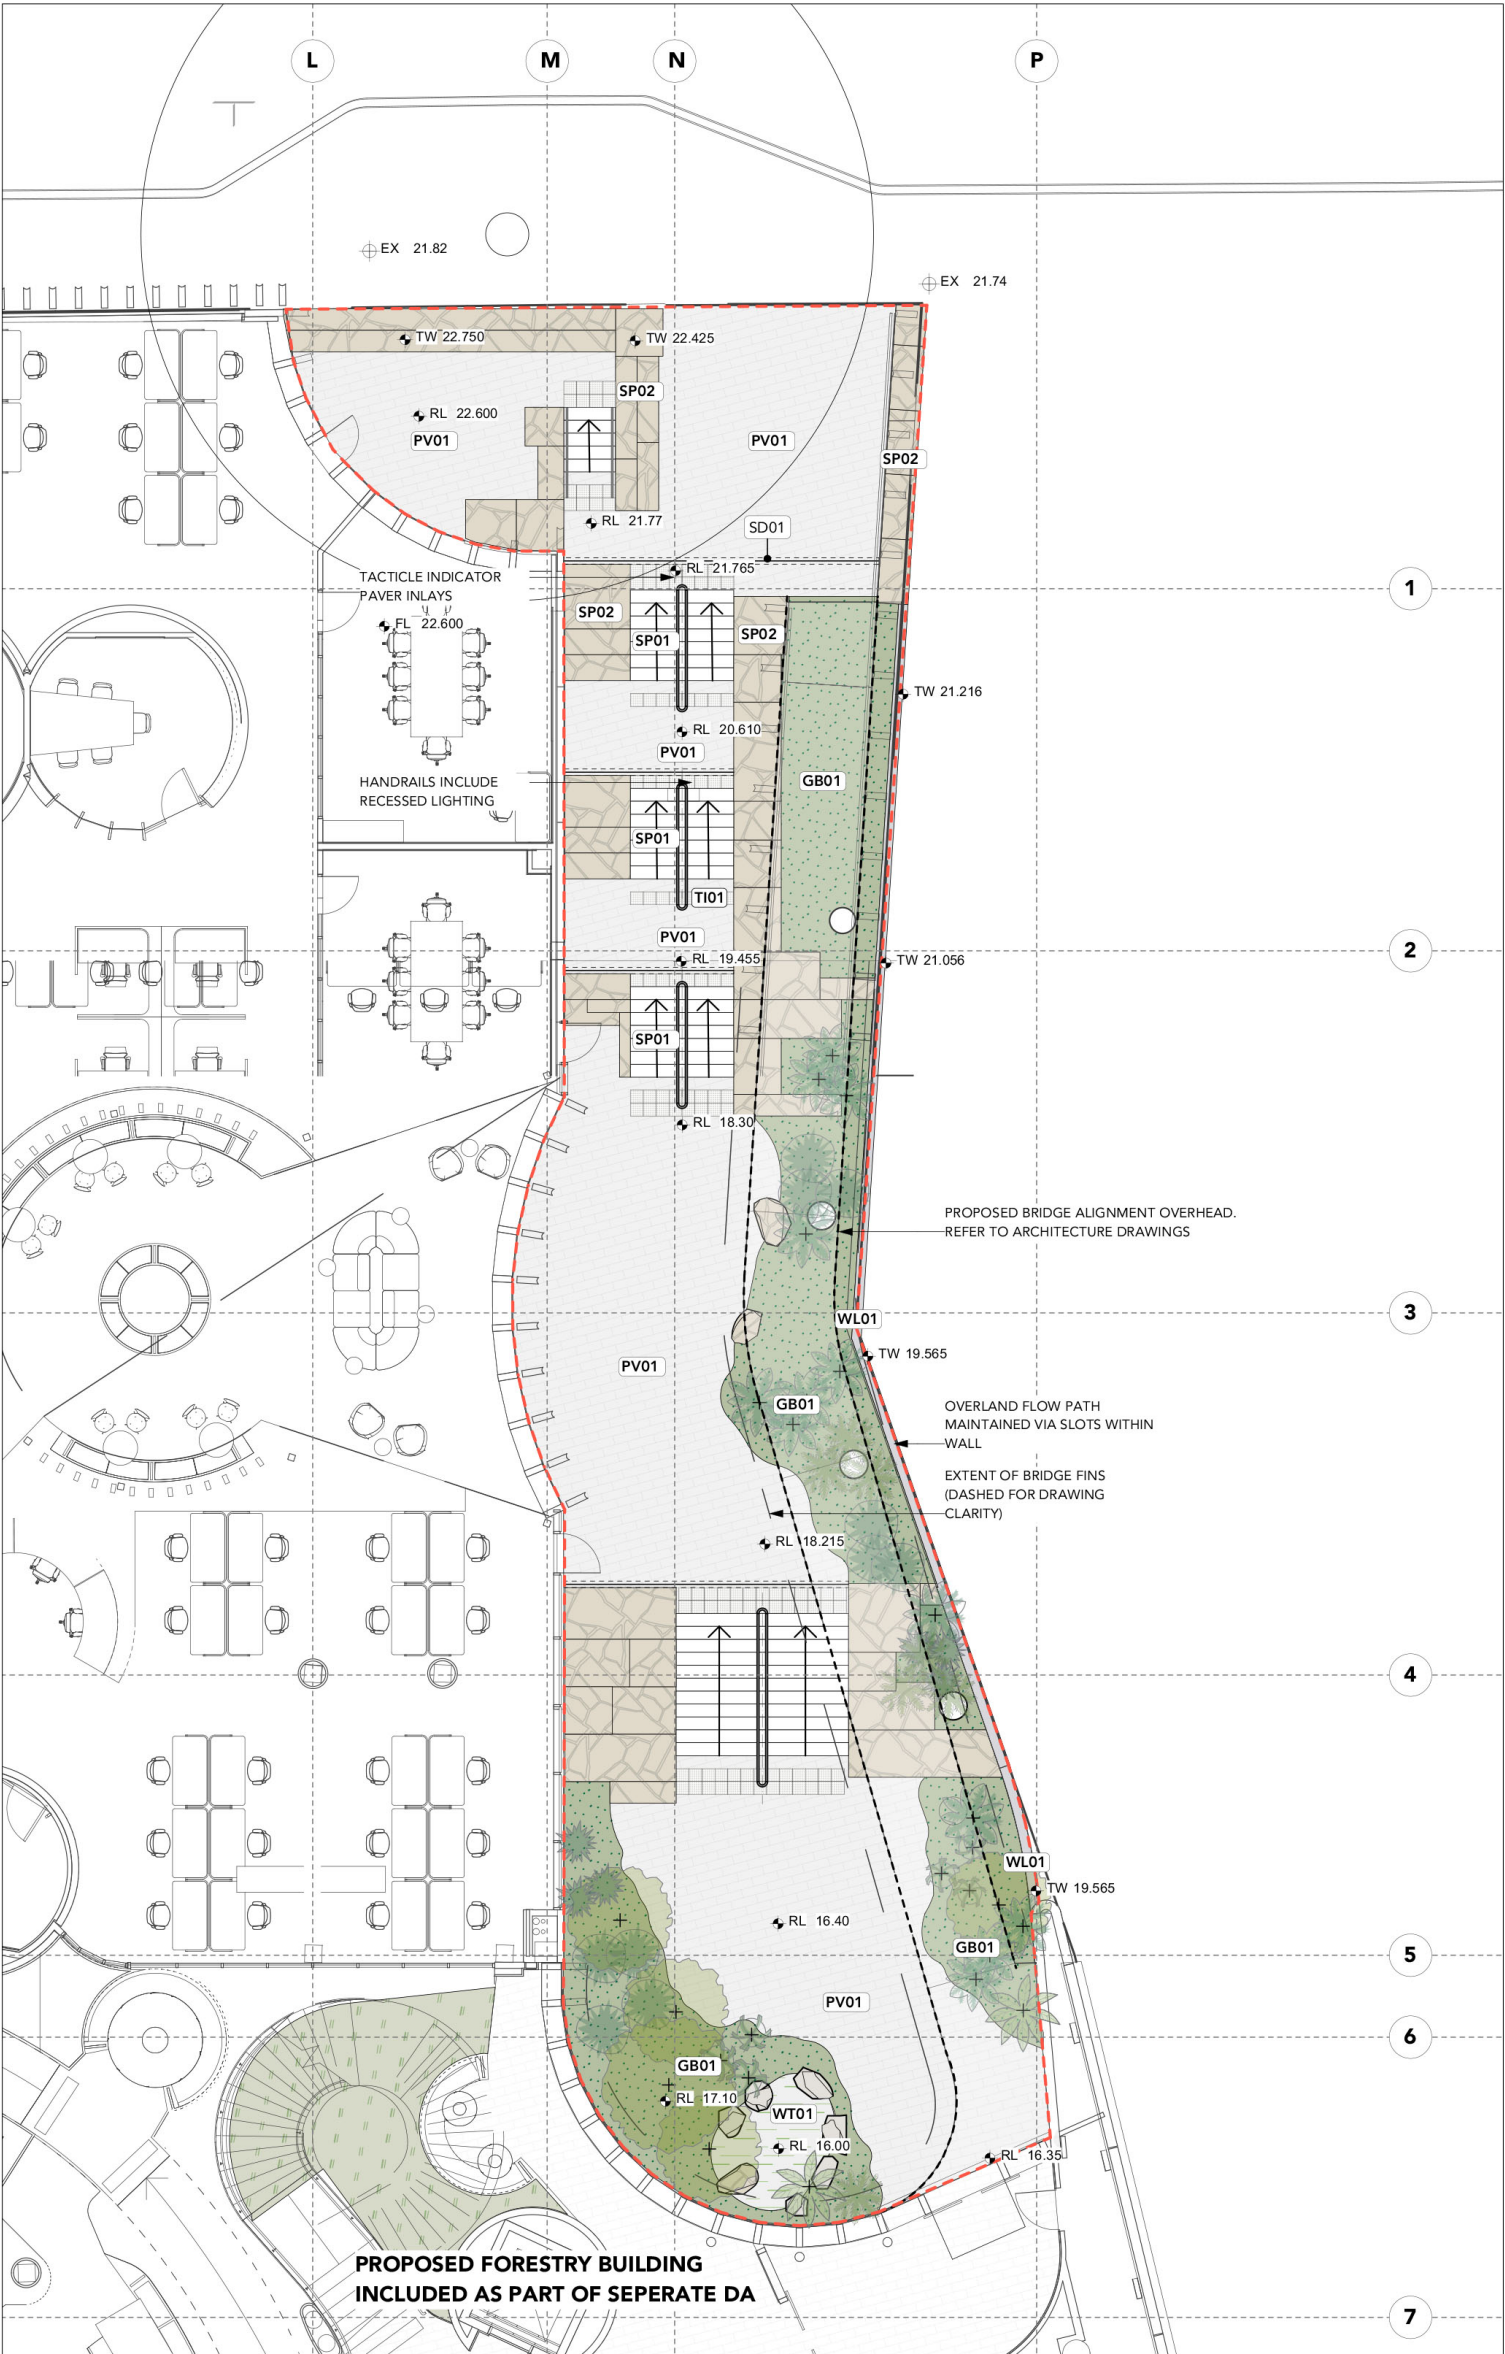 L
M
N
P
EX 21.82
EX 21.74
TW 22.750
TW 22.425
SP02
RL 22.600
PV01
PV01
SP02
RL 21.77
SD01
RL 21.765
TACTICLE INDICATOR
PAVER INLAYS
1
SP02
FL 22.600
SP01
SP02
TW 21.216
RL 20.610
PV01
HANDRAILS INCLUDE
RECESSED LIGHTING
GB01
SP01
TI01
PV01
2
RL 19.455
TW 21.056
SP01
RL 18.30
PROPOSED BRIDGE ALIGNMENT OVERHEAD.
REFER TO ARCHITECTURE DRAWINGS
3
WL01
TW 19.565
PV01
GB01
OVERLAND FLOW PATH
MAINTAINED VIA SLOTS WITHIN
WALL
EXTENT OF BRIDGE FINS
(DASHED FOR DRAWING
CLARITY)
RL 18.215
4
WL01
TW 19.565
RL 16.40
GB01
5
PV01
6
GB01
RL 17.10
WT01
RL 16.00
RL 16.35
PROPOSED FORESTRY BUILDING
INCLUDED AS PART OF SEPERATE DA
7